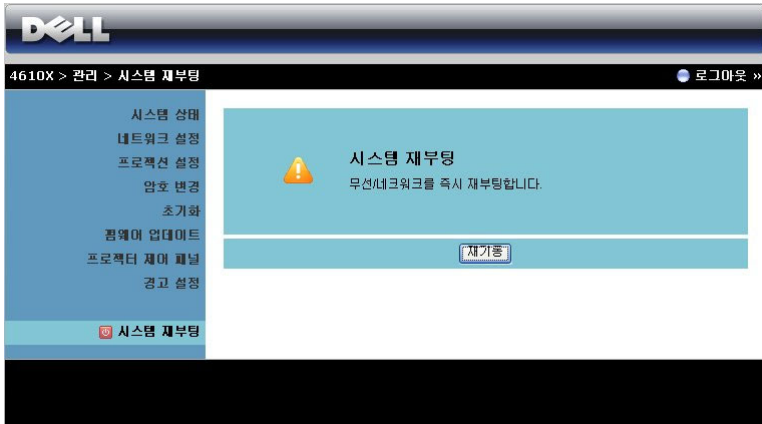 DELL
4610X > 관리 > 시스템 재부팅
로그아웃 »
시스템 상태
네트워크 설정
프로젝션 설정
암호 변경
초기화
펌웨어 업데이트
프로젝터 제어 패널
경고 설정
시스템 재부팅
시스템 재부팅
무선/네크워크를 즉시 재부팅합니다.
재기동